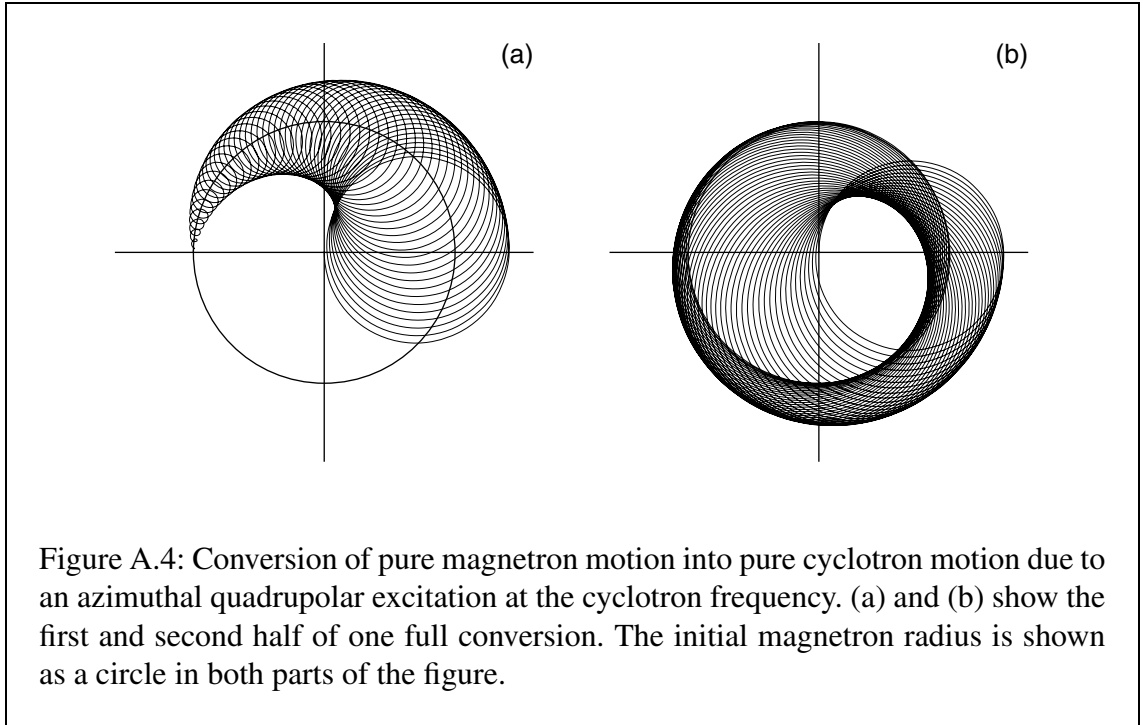 (a)
(b)
Figure A.4: Conversion of pure magnetron motion into pure cyclotron motion due to
an azimuthal quadrupolar excitation at the cyclotron frequency. (a) and (b) show the
first and second half of one full conversion. The initial magnetron radius is shown
as a circle in both parts of the figure.